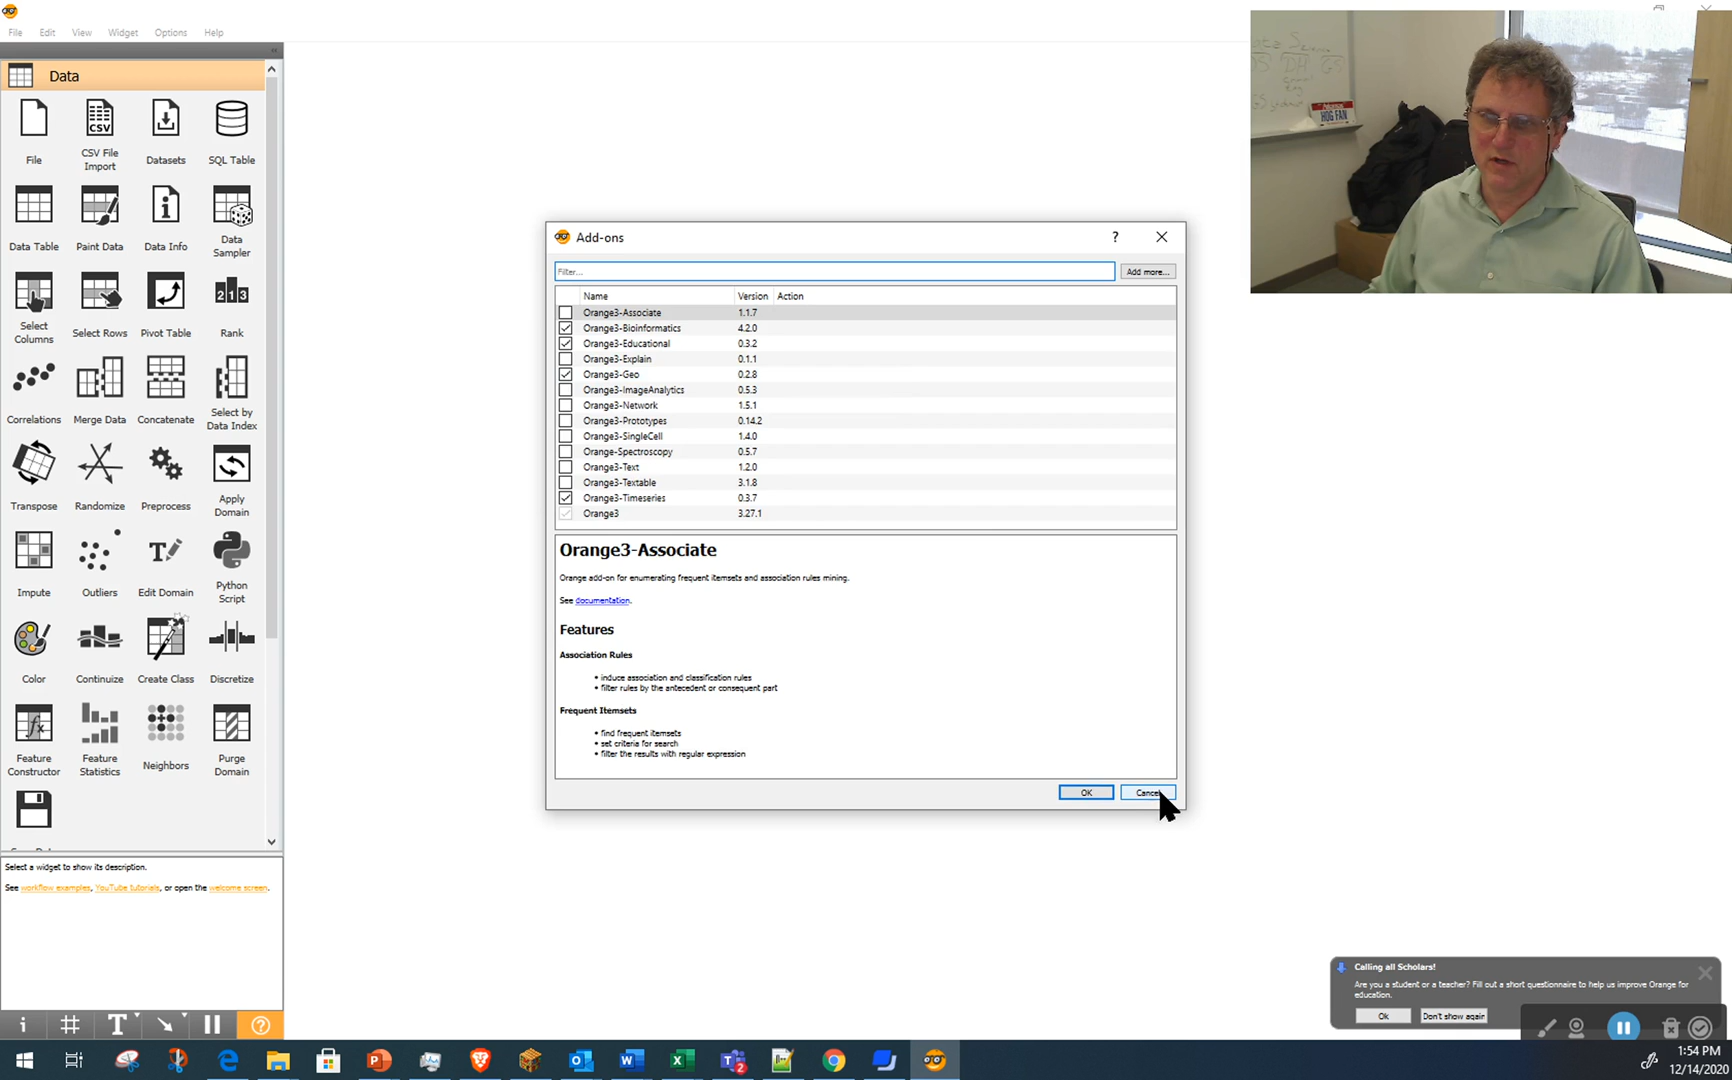 File Edit View Widget Options Help
Data
File
CSV File Import
Datasets
SQL Table
Data Table
Paint Data
Data Info
Data Sampler
Select Columns
Select Rows
Pivot Table
Rank
Correlations
Merge Data
Concatenate
Select by Data Index
Transpose
Randomize
Preprocess
Apply Domain
Impute
Outliers
Edit Domain
Python Script
Color
Continuize
Create Class
Discretize
Feature Constructor
Feature Statistics
Neighbors
Purge Domain
Select a widget to show its description.
See workflow examples, YouTube tutorials, or open the welcome screen.
Add-ons
Filter...
Add more...
Name Version Action
Orange3-Associate 1.1.7
Orange3-Bioinformatics 4.2.0
Orange3-Educational 0.3.2
Orange3-Explain 0.1.1
Orange3-Geo 0.2.8
Orange3-ImageAnalytics 0.5.3
Orange3-Network 1.5.1
Orange3-Prototypes 0.14.2
Orange3-SingleCell 1.4.0
Orange-Spectroscopy 0.5.7
Orange3-Text 1.2.0
Orange3-Textable 3.1.8
Orange3-Timeseries 0.3.7
Orange3 3.27.1
Orange3-Associate
Orange add-on for enumerating frequent itemsets and association rules mining.
See documentation.
Features
Association Rules
• induce association and classification rules
• filter rules by the antecedent or consequent part
Frequent Itemsets
• find frequent itemsets
• set criteria for search
• filter the results with regular expression
OK Cancel
HOG FAN
Calling all Scholars!
Are you a student or a teacher? Fill out a short questionnaire to help us improve Orange for
education.
Ok Don't show again
1:54 PM
12/14/2020